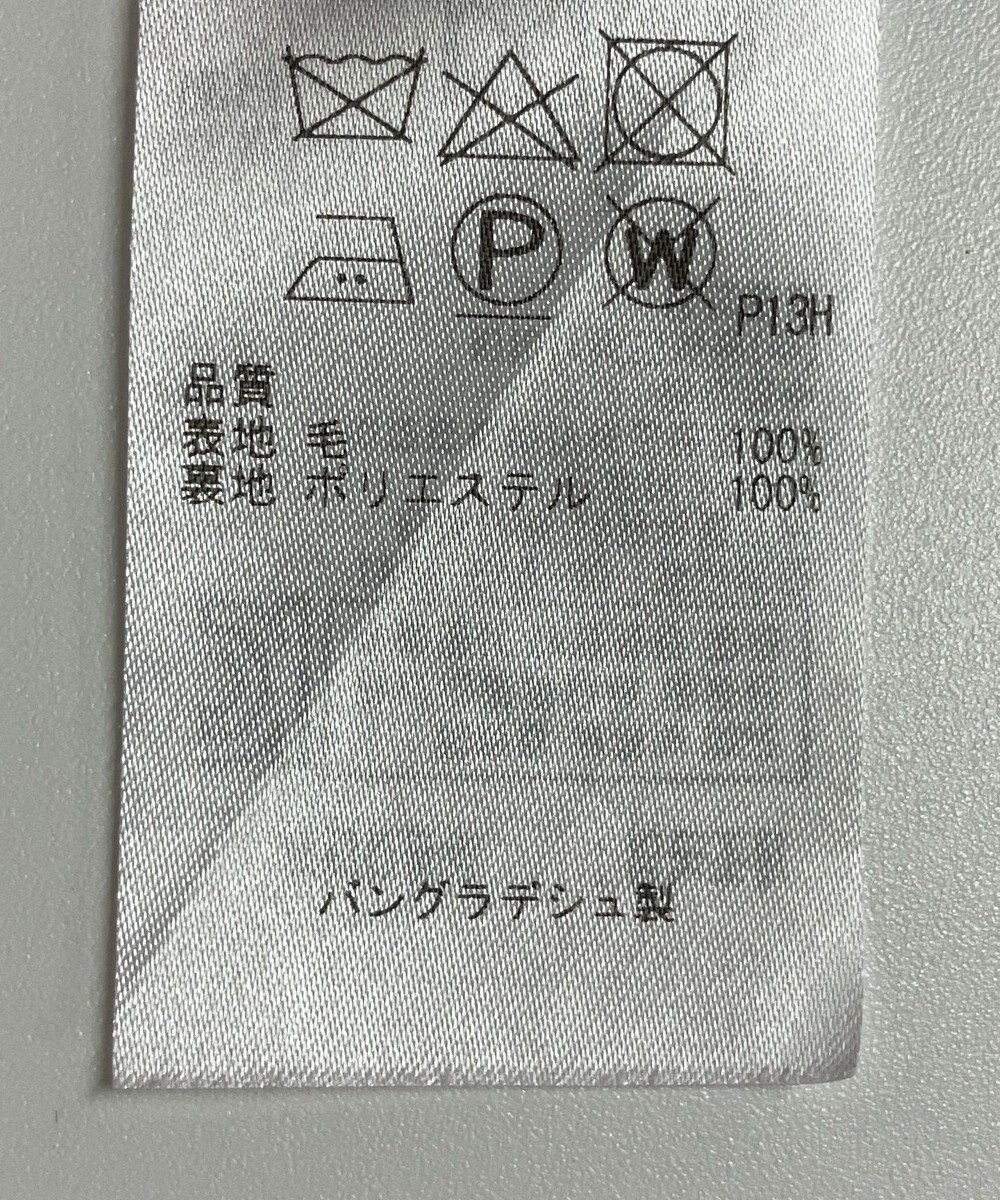 P W
P13H
品質
表地 毛 100%
裏地 ポリエステル 100%
バングラデシュ製